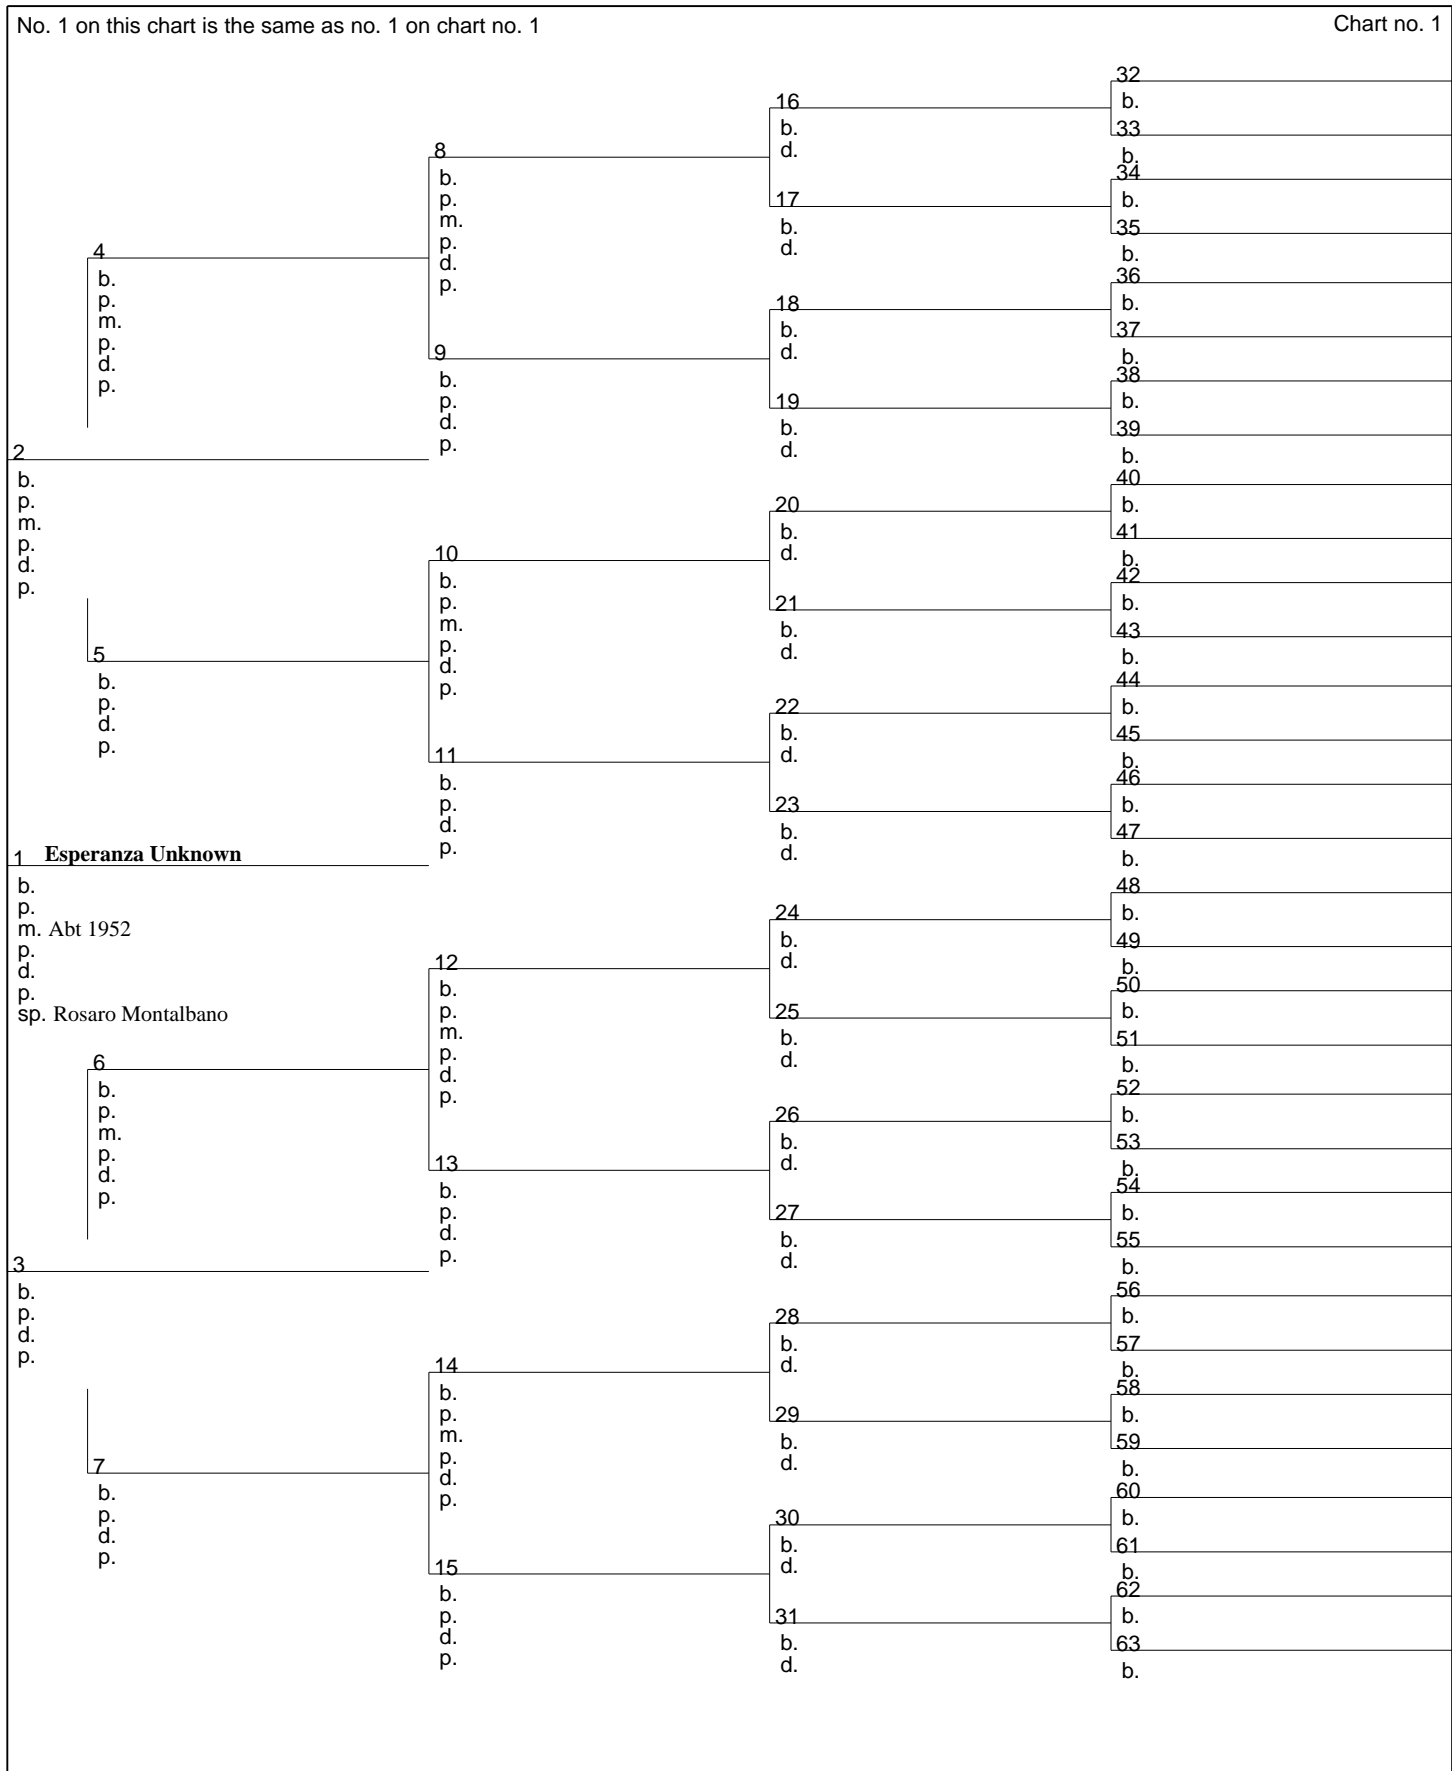 No. 1 on this chart is the same as no. 1 on chart no. 1
Chart no. 1
2
b.
p.
m.
p.
d.
p.
1 Esperanza Unknown
b.
p.
m. Abt 1952
p.
d.
p.
sp. Rosaro Montalbano
3
b.
p.
d.
p.
4
b.
p.
m.
p.
d.
p.
5
b.
p.
d.
p.
6
b.
p.
m.
p.
d.
p.
7
b.
p.
d.
p.
8
b.
p.
m.
p.
d.
p.
9
b.
p.
d.
p.
10
b.
p.
m.
p.
d.
p.
11
b.
p.
d.
p.
12
b.
p.
m.
p.
d.
p.
13
b.
p.
d.
p.
14
b.
p.
m.
p.
d.
p.
15
b.
p.
d.
p.
16
b.
d.
17
b.
d.
18
b.
d.
19
b.
d.
20
b.
d.
21
b.
d.
22
b.
d.
23
b.
d.
24
b.
d.
25
b.
d.
26
b.
d.
27
b.
d.
28
b.
d.
29
b.
d.
30
b.
d.
31
b.
d.
32
b.
33
b.
34
b.
35
b.
36
b.
37
b.
38
b.
39
b.
40
b.
41
b.
42
b.
43
b.
44
b.
45
b.
46
b.
47
b.
48
b.
49
b.
50
b.
51
b.
52
b.
53
b.
54
b.
55
b.
56
b.
57
b.
58
b.
59
b.
60
b.
61
b.
62
b.
63
b.